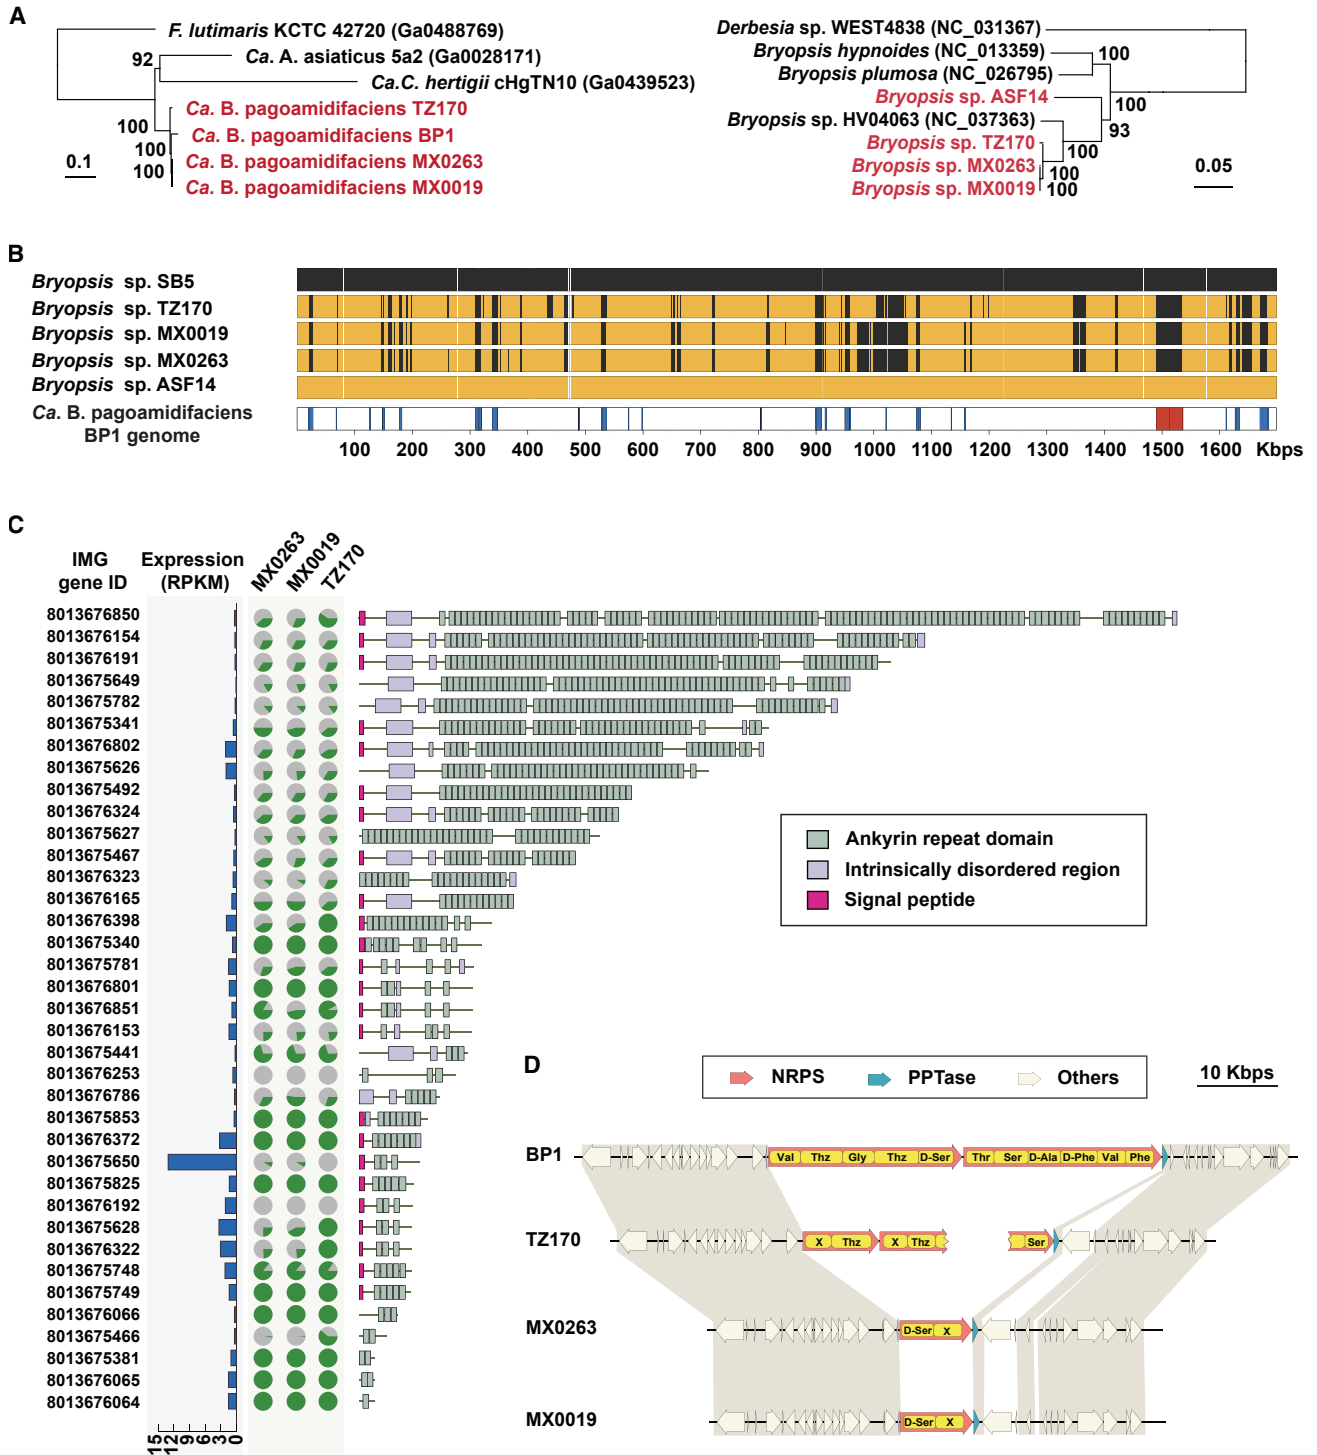 A
F. lutimaris KCTC 42720 (Ga0488769)
Ca. A. asiaticus 5a2 (Ga0028171)
Ca.C. hertigii cHgTN10 (Ga0439523)
Ca. B. pagoamidifaciens TZ170
Ca. B. pagoamidifaciens BP1
Ca. B. pagoamidifaciens MX0263
Ca. B. pagoamidifaciens MX0019
92
100
100
100
0.1
Derbesia sp. WEST4838 (NC_031367)
Bryopsis hypnoides (NC_013359)
Bryopsis plumosa (NC_026795)
Bryopsis sp. ASF14
Bryopsis sp. HV04063 (NC_037363)
Bryopsis sp. TZ170
Bryopsis sp. MX0263
Bryopsis sp. MX0019
100
100
93
100
100
100
0.05
B
Bryopsis sp. SB5
Bryopsis sp. TZ170
Bryopsis sp. MX0019
Bryopsis sp. MX0263
Bryopsis sp. ASF14
Ca. B. pagoamidifaciens
BP1 genome
100 200 300 400 500 600 700 800 900 1000 1100 1200 1300 1400 1500 1600 Kbps
C
IMG
gene ID
Expression
(RPKM)
MX0263
MX0019
TZ170
8013676850
8013676154
8013676191
8013675649
8013675782
8013675341
8013676802
8013675626
8013675492
8013676324
8013675627
8013675467
8013676323
8013676165
8013676398
8013675340
8013675781
8013676801
8013676851
8013676153
8013675441
8013676253
8013676786
8013675853
8013676372
8013675650
8013675825
8013676192
8013675628
8013676322
8013675748
8013675749
8013676066
8013675466
8013675381
8013676065
8013676064
15 12 9 6 3 0
Ankyrin repeat domain
Intrinsically disordered region
Signal peptide
D
NRPS PPTase Others
10 Kbps
BP1
Val Thz Gly Thz D-Ser Thr Ser D-Ala D-Phe Val Phe
TZ170
X Thz X Thz Ser
MX0263
D-Ser X
MX0019
D-Ser X